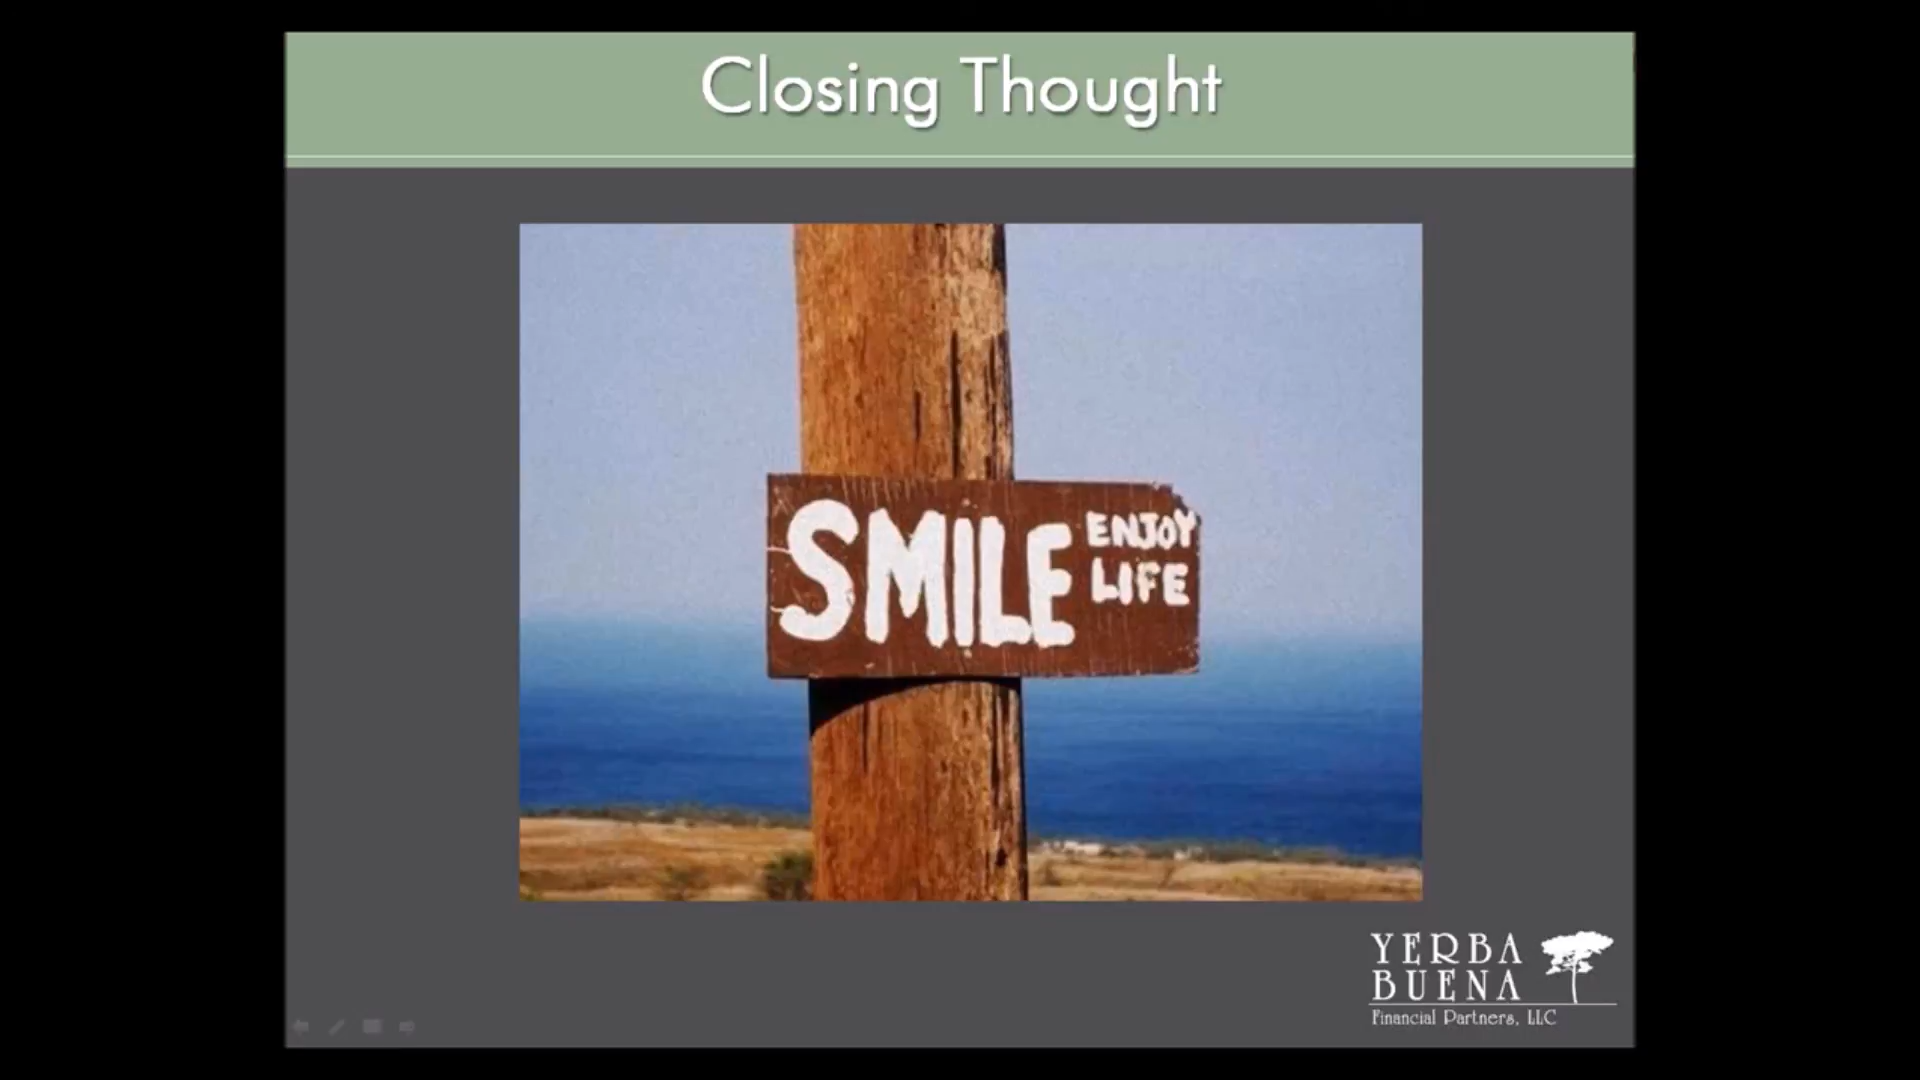 Closing Thought
SMILE
ENJOY
LIFE
YERBA
BUENA
Financial Partners, LLC